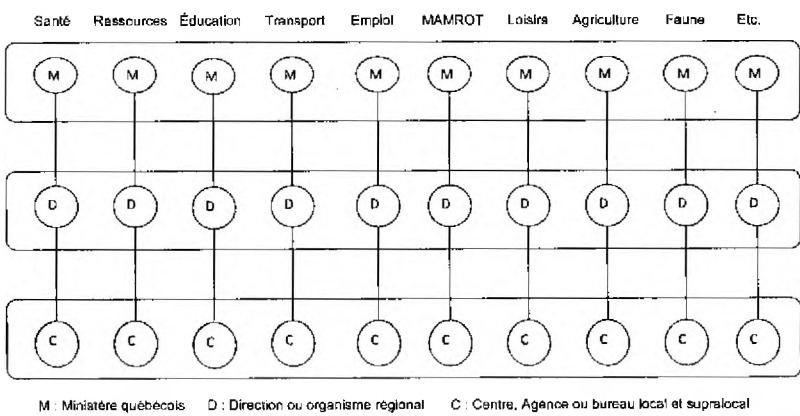 Santé Ressources Éducation Transport Emploi MAMROT Loisirs Agriculture Faune Etc.
M M M M M M M M M M
D D D D D D D D D D
C C C C C C C C C C
M : Ministère québécois D : Direction ou organisme régional C : Centre, Agence ou bureau local et supralocal